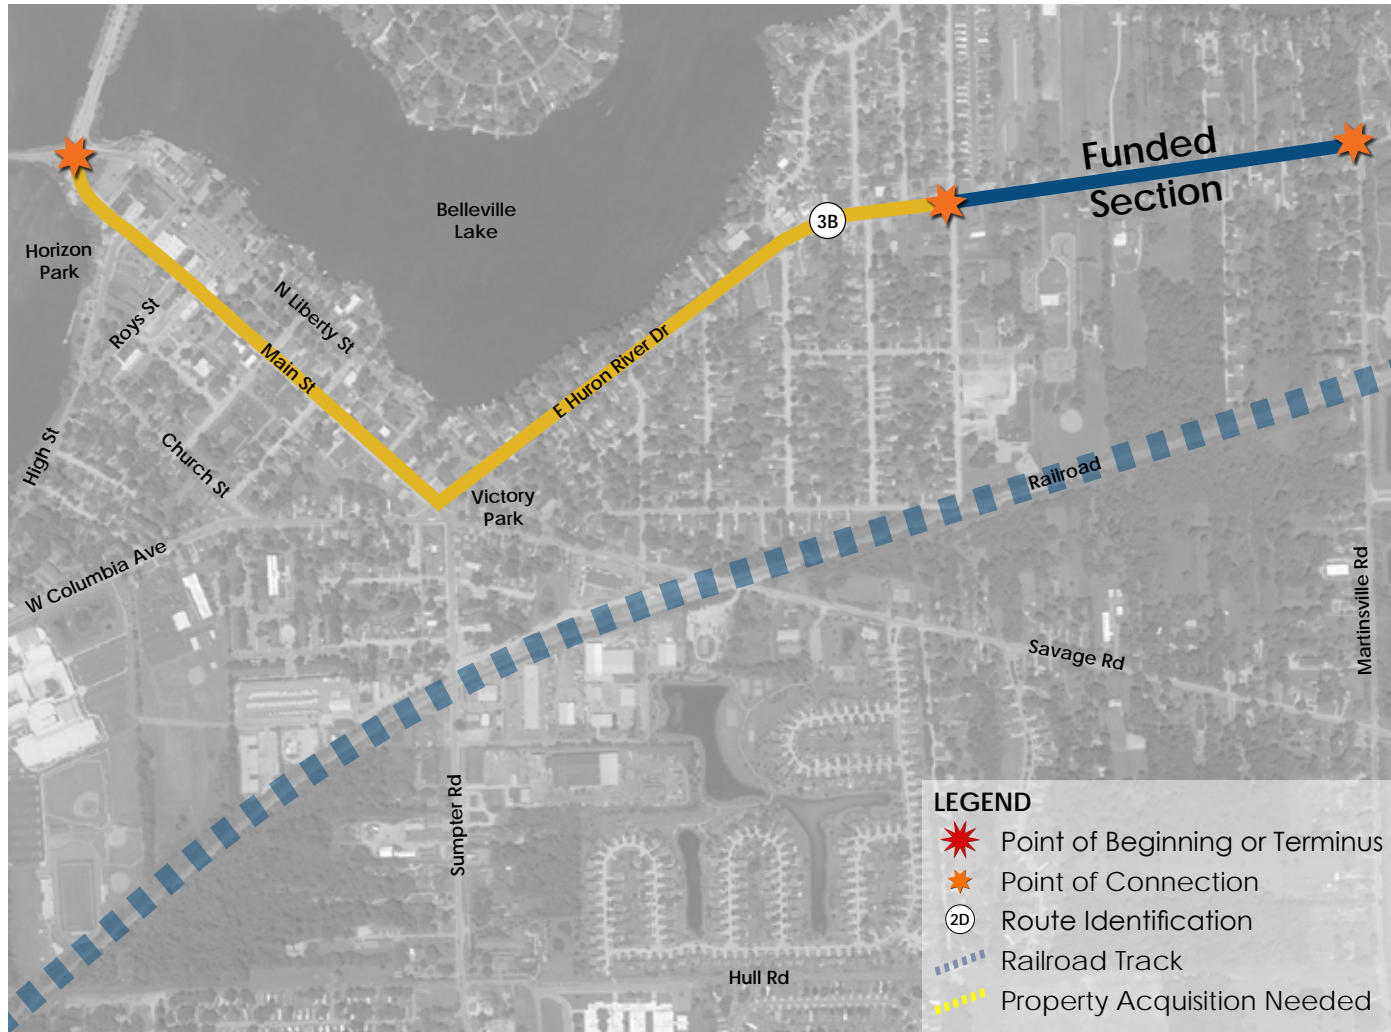 Funded
Section
Belleville
Lake
3B
Horizon
Park
Roys St
N Liberty St
Main St
E Huron River Dr
High St
Church St
Victory
Park
Railroad
W Columbia Ave
Martinsville Rd
Savage Rd
Sumpter Rd
Hull Rd
LEGEND
Point of Beginning or Terminus
Point of Connection
2D Route Identification
Railroad Track
Property Acquisition Needed